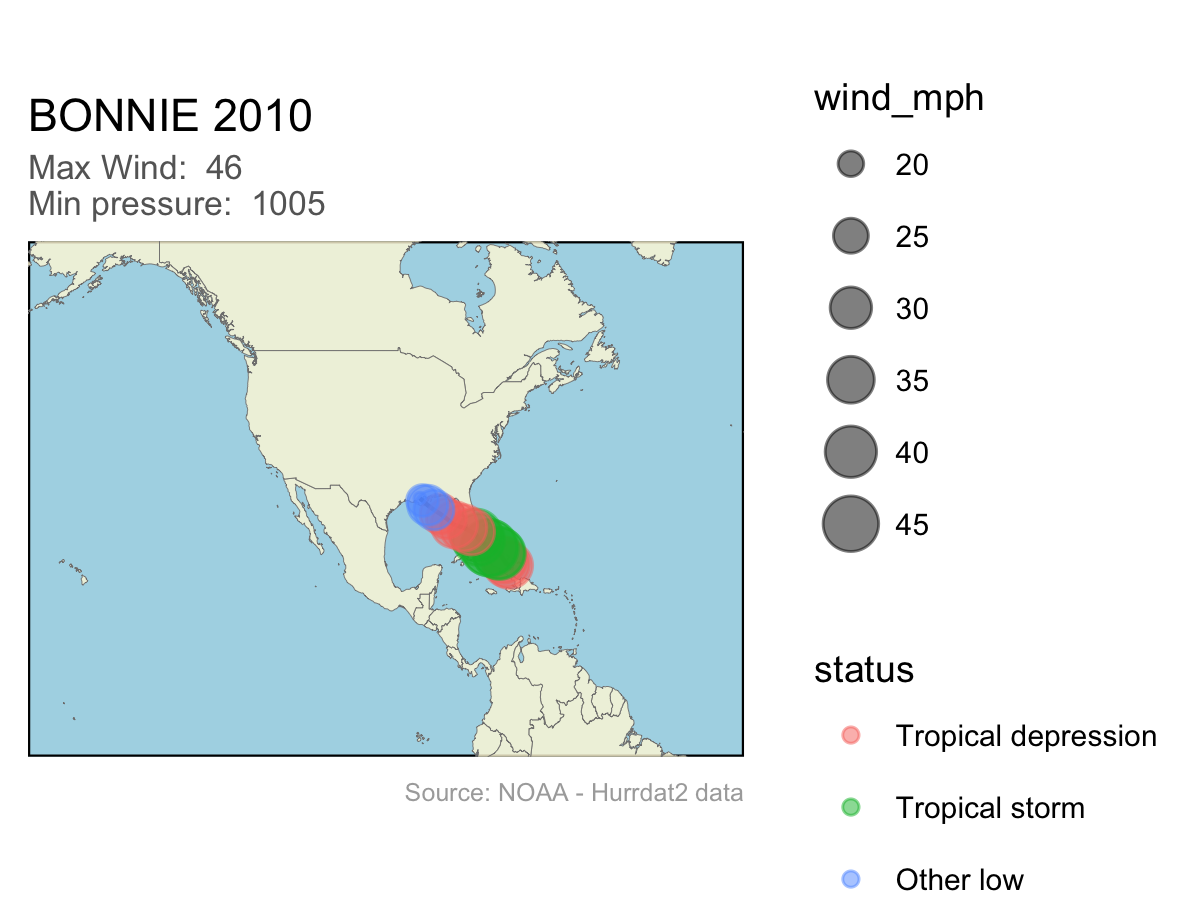 BONNIE 2010
Max Wind:  46
Min pressure:  1005
Source: NOAA - Hurrdat2 data
wind_mph
20
25
30
35
40
45
status
Tropical depression
Tropical storm
Other low